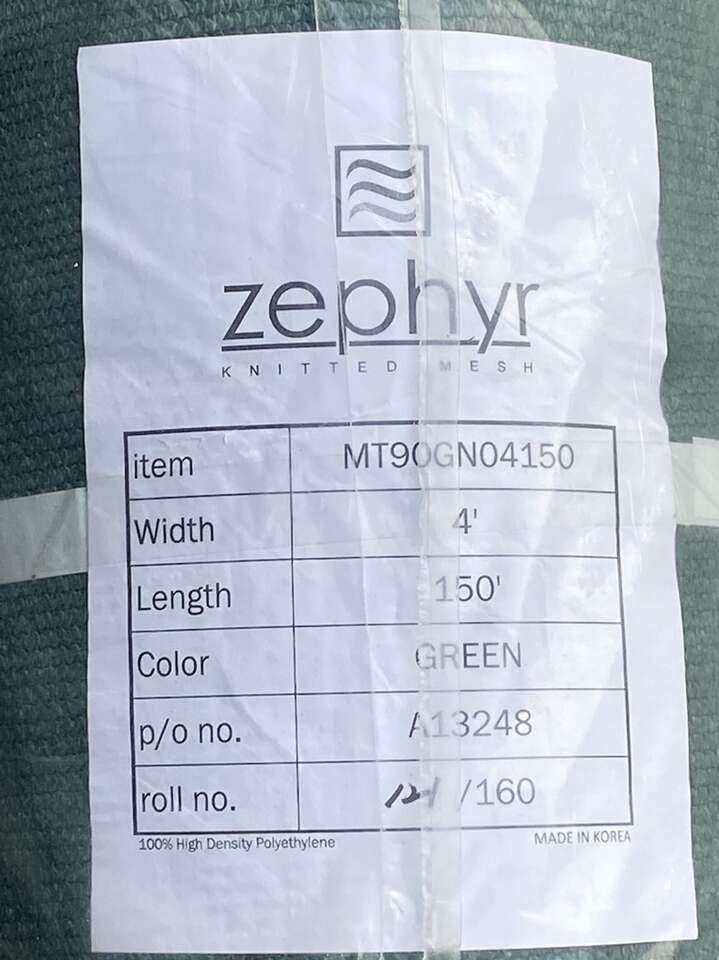 zephyr
KNITTED MESH
item MT90GN04150
Width 4'
Length 150'
Color GREEN
p/o no. A13248
roll no. 121 /160
100% High Density Polyethylene MADE IN KOREA